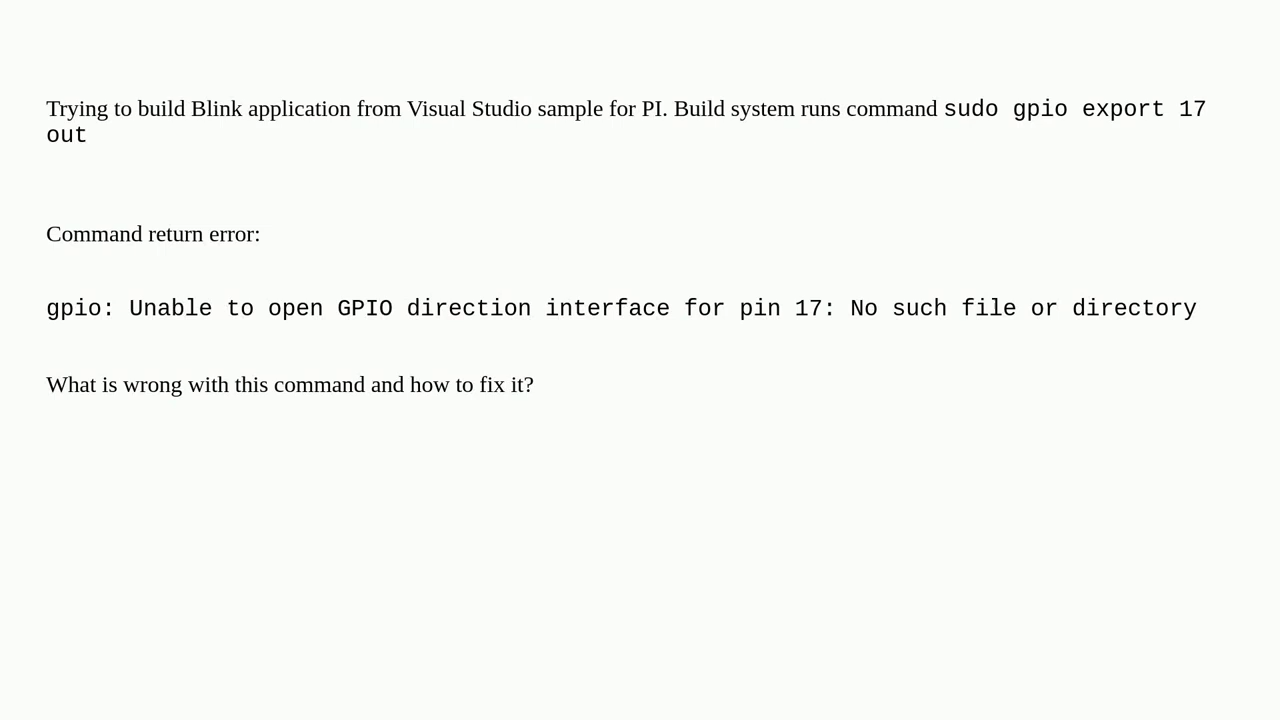 Trying to build Blink application from Visual Studio sample for PI. Build system runs command sudo gpio export 17
out
Command return error:
gpio: Unable to open GPIO direction interface for pin 17: No such file or directory
What is wrong with this command and how to fix it?